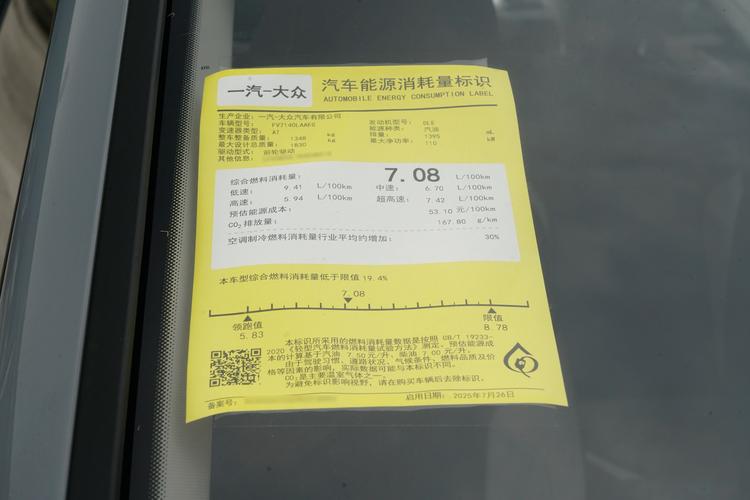 一汽-大众
汽车能源消耗量标识
AUTOMOBILE ENERGY CONSUMPTION LABEL
生产企业: 一汽-大众汽车有限公司
车辆型号: FV7140LAA6G 发动机型号: DLE
变速器类型: A7 能源种类: 汽油
整车整备质量: 1348 kg 排量: 1395 mL
最大设计总质量: 1830 kg 最大净功率: 110 kW
驱动型式: 前轮驱动
其他信息:
综合燃料消耗量: 7.08 L/100km
低速: 9.41 L/100km 中速: 6.70 L/100km
高速: 5.94 L/100km 超高速: 7.42 L/100km
预估能源成本: 53.10 元/100km
CO₂ 排放量: 167.80 g/km
空调制冷燃料消耗量行业平均约增加: 30%
本车型综合燃料消耗量低于限值 19.4%
7.08
领跑值 限值
5.83 8.78
本标识所采用的燃料消耗量数据是按照 GB/T 19233-
2020《轻型汽车燃料消耗量试验方法》测定。预估能源成
本的计算基于汽油 7.50 元/升、柴油 7.00 元/升。
由于驾驶习惯、道路状况、气候条件、燃料品质及价
格等因素的影响，实际数据可能与本标识不同。
CO₂是主要温室气体之一。
为避免标识影响视野，请在购买车辆后去除标识。
备案号: 启用日期: 2025年7月26日